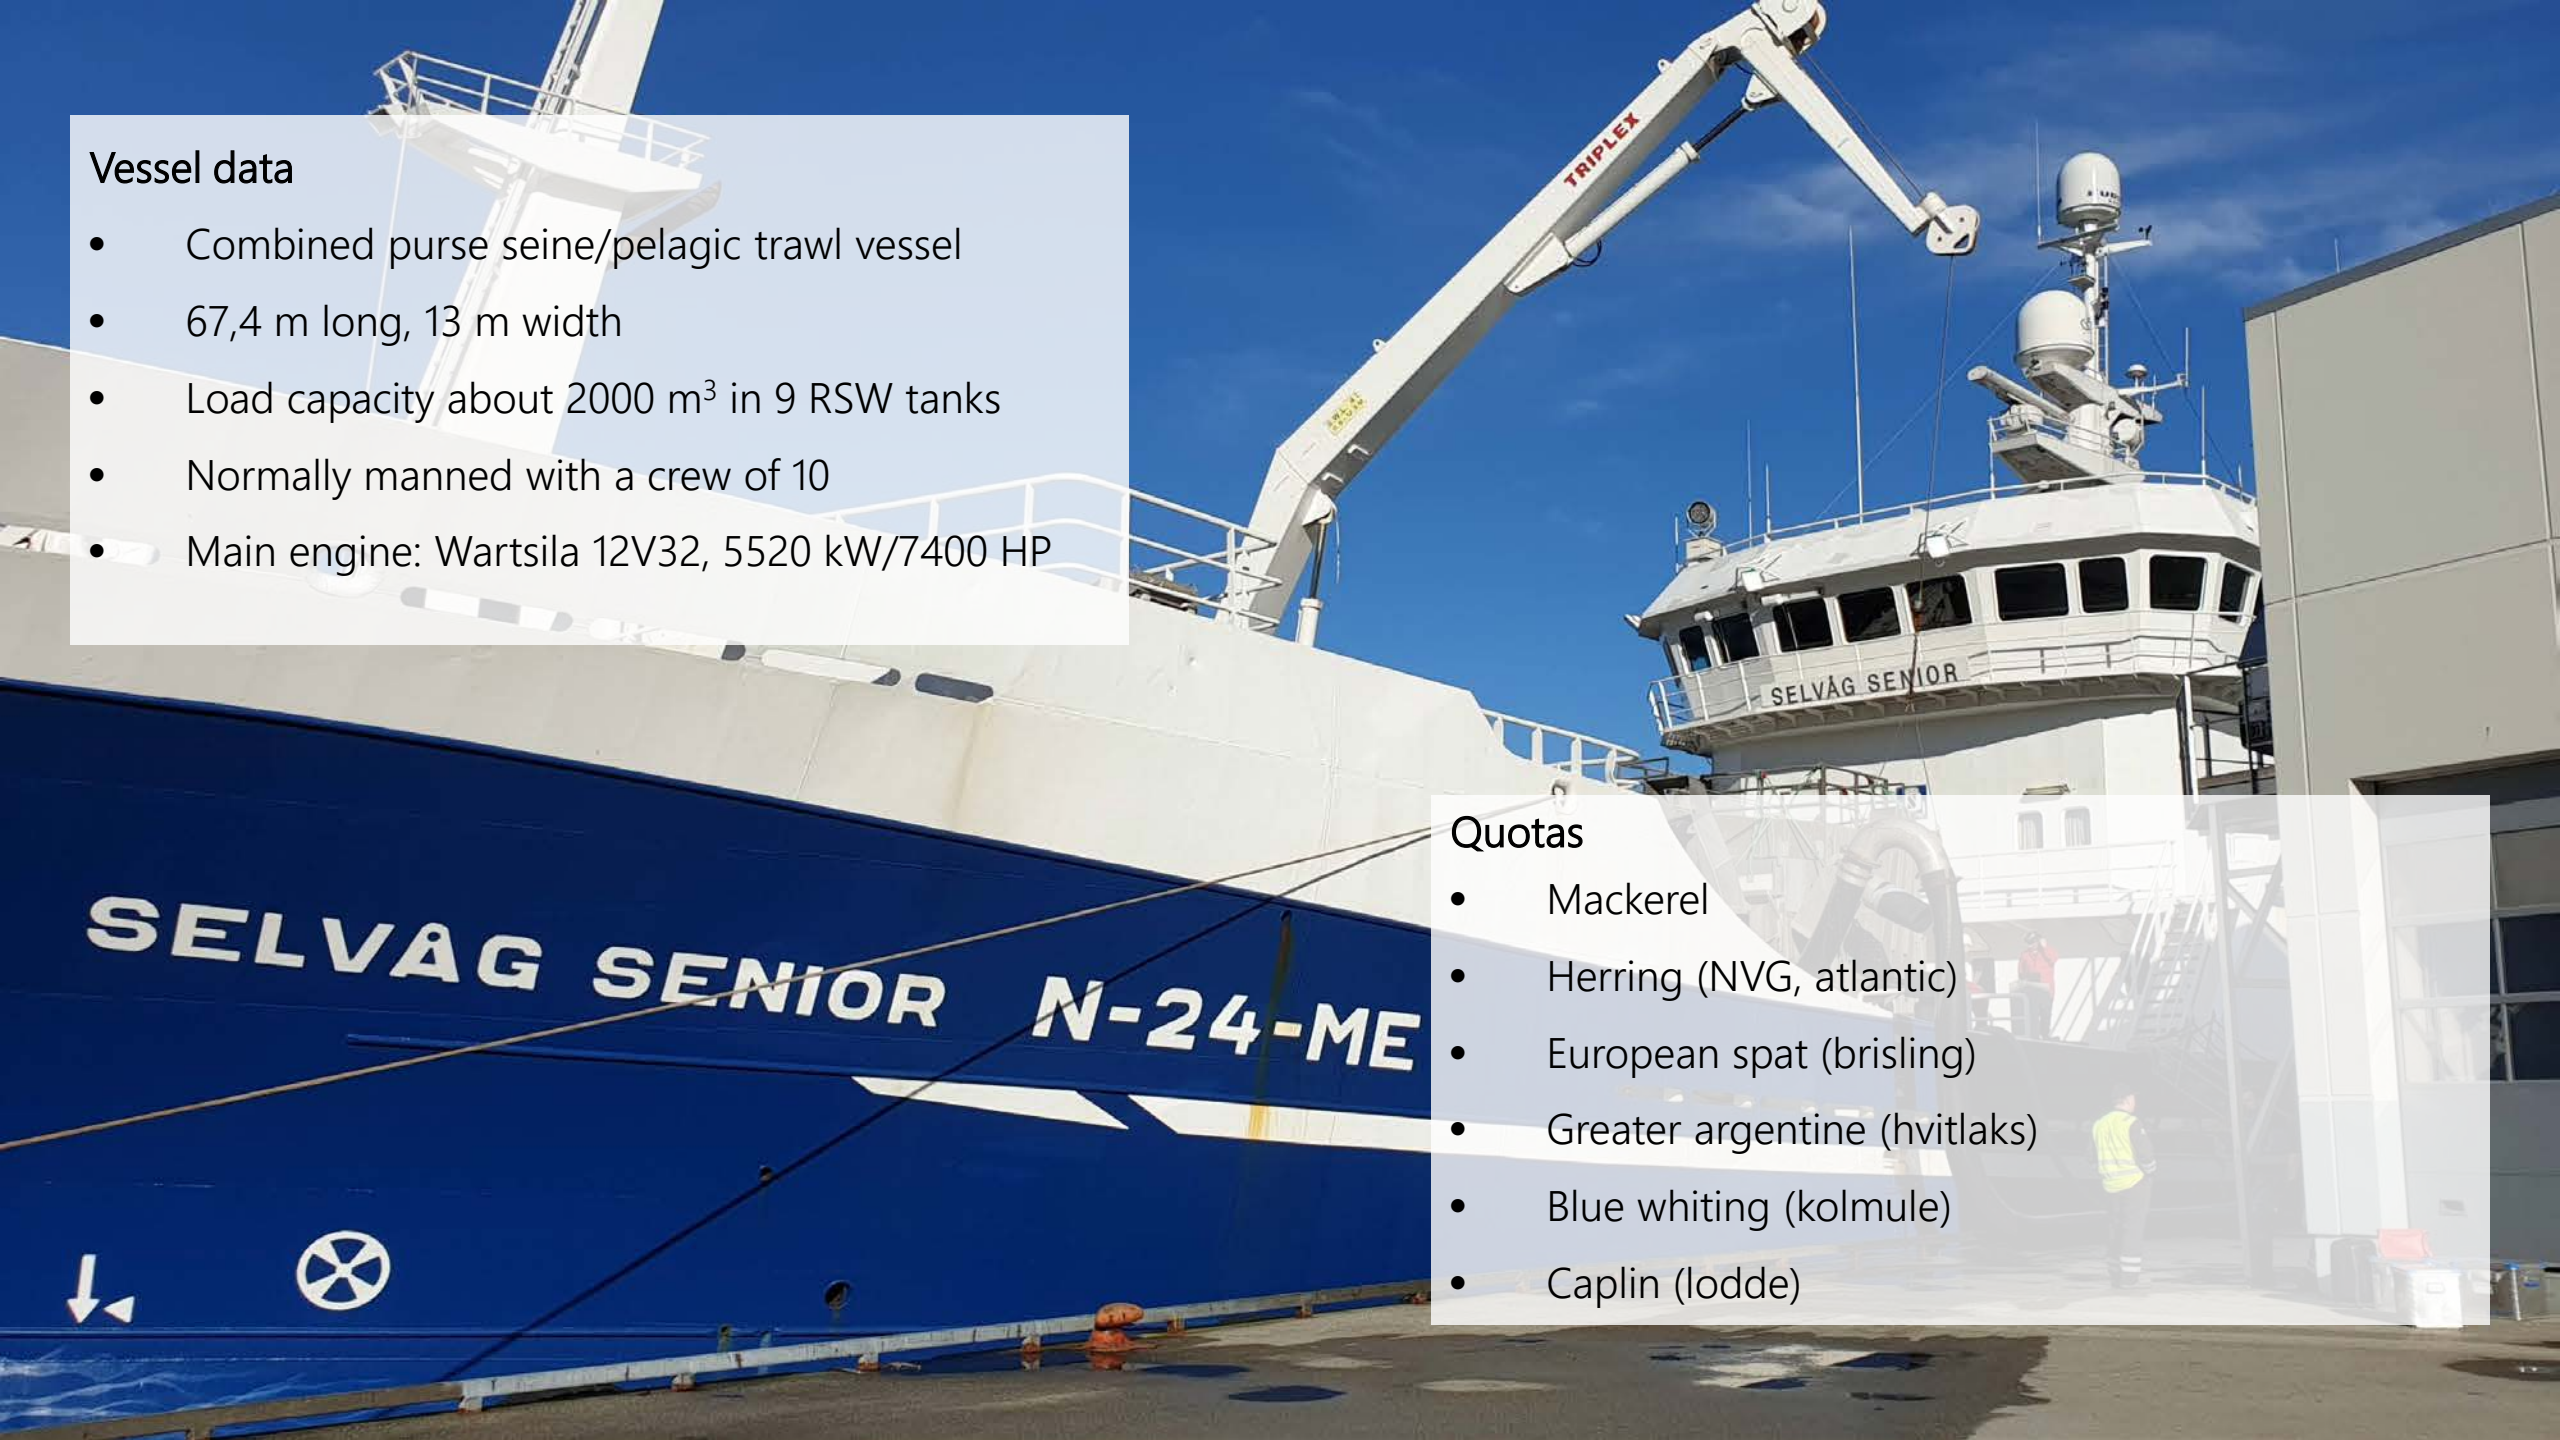 Vessel data
• Combined purse seine/pelagic trawl vessel
• 67,4 m long, 13 m width
• Load capacity about 2000 m³ in 9 RSW tanks
• Normally manned with a crew of 10
• Main engine: Wartsila 12V32, 5520 kW/7400 HP
TRIPLEX
SELVÅG SENIOR
SELVÅG SENIOR N-24-ME
Quotas
• Mackerel
• Herring (NVG, atlantic)
• European spat (brisling)
• Greater argentine (hvitlaks)
• Blue whiting (kolmule)
• Caplin (lodde)